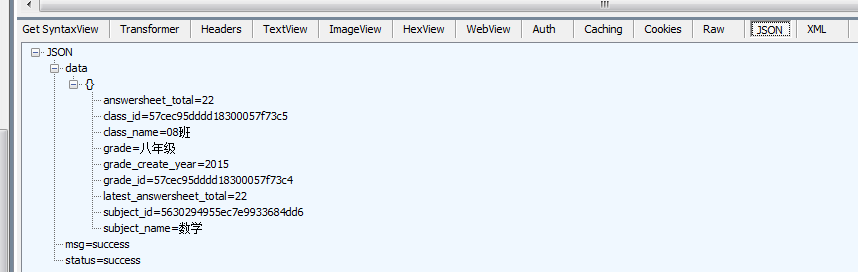 Get SyntaxView Transformer Headers TextView ImageView HexView WebView Auth Caching Cookies Raw JSON XML
JSON
data
{}
answersheet_total=22
class_id=57cec95dddd18300057f73c5
class_name=08班
grade=八年级
grade_create_year=2015
grade_id=57cec95dddd18300057f73c4
latest_answersheet_total=22
subject_id=5630294955ec7e9933684dd6
subject_name=数学
msg=success
status=success